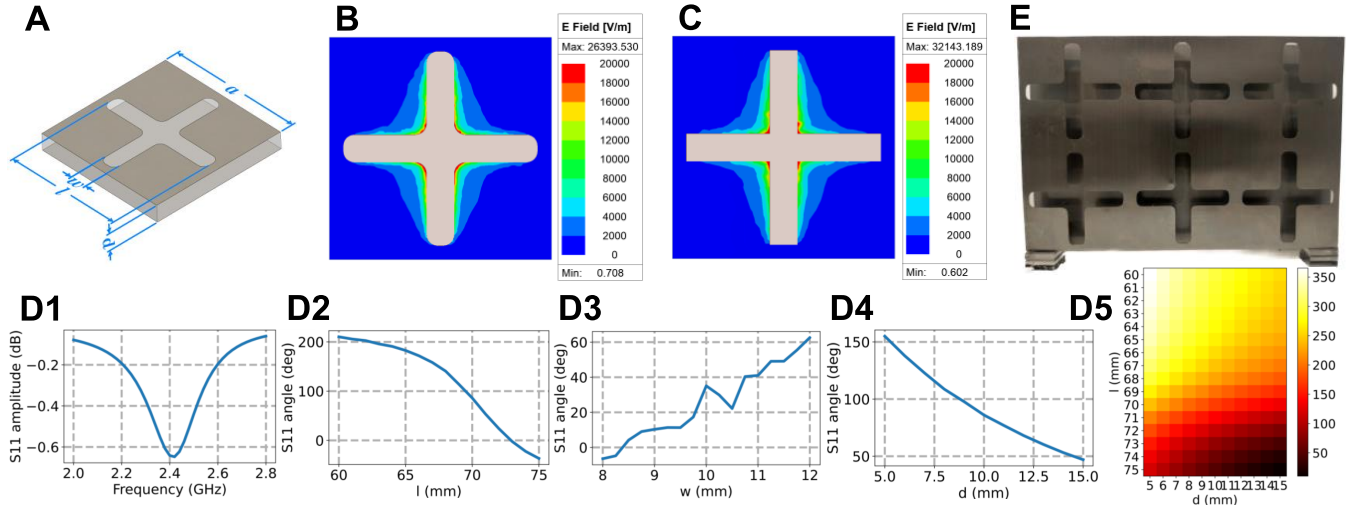 A
a
l
w
d
B
E Field [V/m]
Max: 26393.530
20000
18000
16000
14000
12000
10000
8000
6000
4000
2000
0
Min: 0.708
C
E Field [V/m]
Max: 32143.189
20000
18000
16000
14000
12000
10000
8000
6000
4000
2000
0
Min: 0.602
E
D1
S11 amplitude (dB)
−0.2
−0.4
−0.6
2.0 2.2 2.4 2.6 2.8
Frequency (GHz)
D2
S11 angle (deg)
200
100
0
60 65 70 75
l (mm)
D3
S11 angle (deg)
60
40
20
0
8 9 10 11 12
w (mm)
D4
S11 angle (deg)
150
100
50
5.0 7.5 10.0 12.5 15.0
d (mm)
D5
l (mm)
60
61
62
63
64
65
66
67
68
69
70
71
72
73
74
75
5 6 7 8 9 10 11 12 13 14 15
d (mm)
350
300
250
200
150
100
50